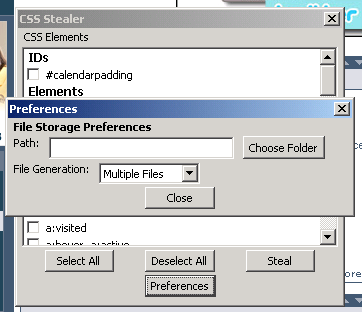 CSS Stealer
CSS Elements
IDs
#calendarpadding
Elements
Preferences
File Storage Preferences
Path:
Choose Folder
File Generation:
Multiple Files
Close
a:visited
a:hover, a:active
Select All
Deselect All
Steal
Preferences